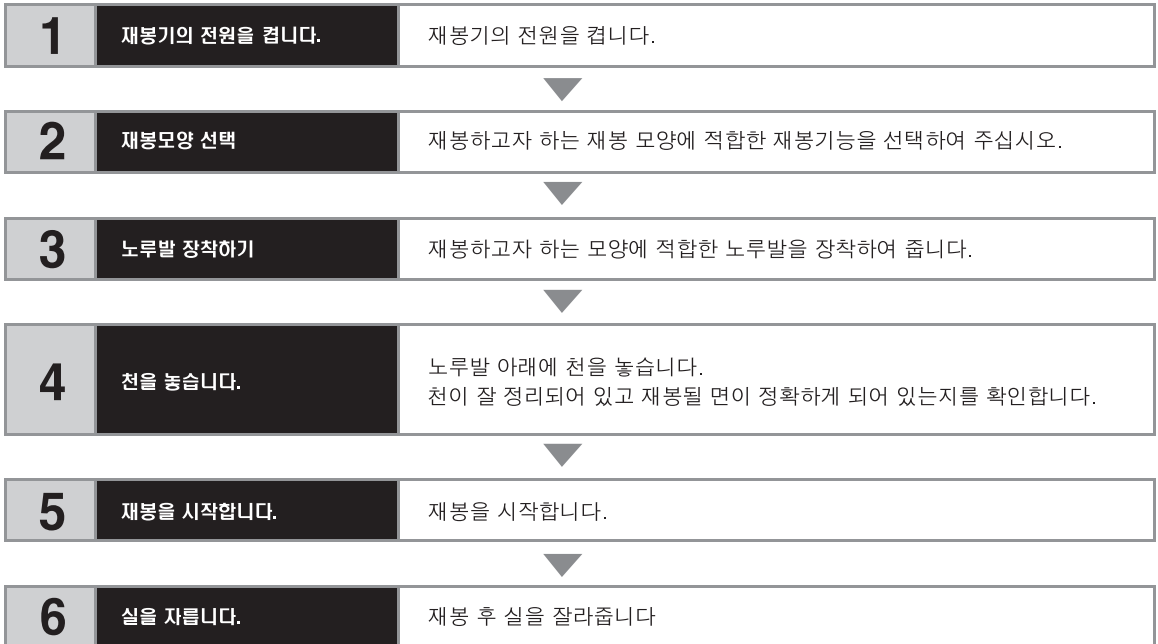 1
재봉기의 전원을 켭니다.
재봉기의 전원을 켭니다.
2
재봉모양 선택
재봉하고자 하는 재봉 모양에 적합한 재봉기능을 선택하여 주십시오.
3
노루발 장착하기
재봉하고자 하는 모양에 적합한 노루발을 장착하여 줍니다.
4
천을 놓습니다.
노루발 아래에 천을 놓습니다.
천이 잘 정리되어 있고 재봉될 면이 정확하게 되어 있는지를 확인합니다.
5
재봉을 시작합니다.
재봉을 시작합니다.
6
실을 자릅니다.
재봉 후 실을 잘라줍니다